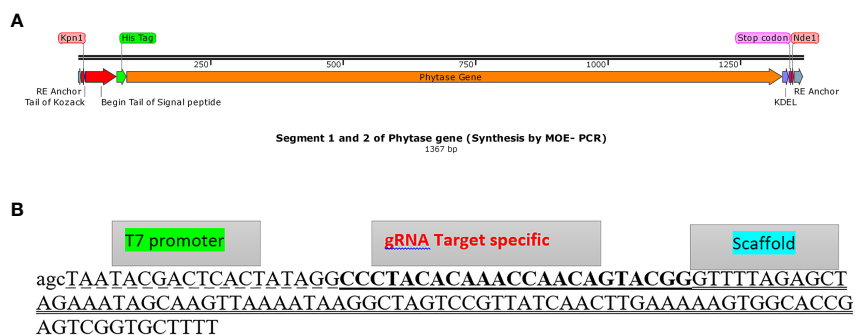 A
Kpn1 His Tag Stop codon Nde1
250 500 750 1000 1250
Phytase Gene
RE Anchor RE Anchor
Tail of Kozack Begin Tail of Signal peptide KDEL
Segment 1 and 2 of Phytase gene (Synthesis by MOE- PCR)
1367 bp
B
T7 promoter gRNA Target specific Scaffold
agcTAATACGACTCACTATAGGCCCTACACAAACCAACAGTACGGGTTTTAGAGCT
AGAAATAGCAAGTTAAAATAAGGCTAGTCCGTTATCAACTTGAAAAAGTGGCACCG
AGTCGGTGCTTTT